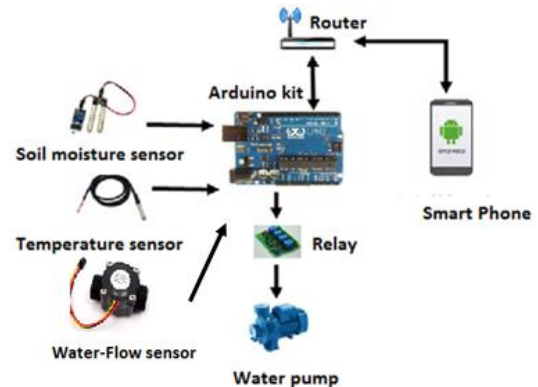 Router
Arduino kit
Soil moisture sensor
Temperature sensor
Relay
Smart Phone
Water-Flow sensor
Water pump